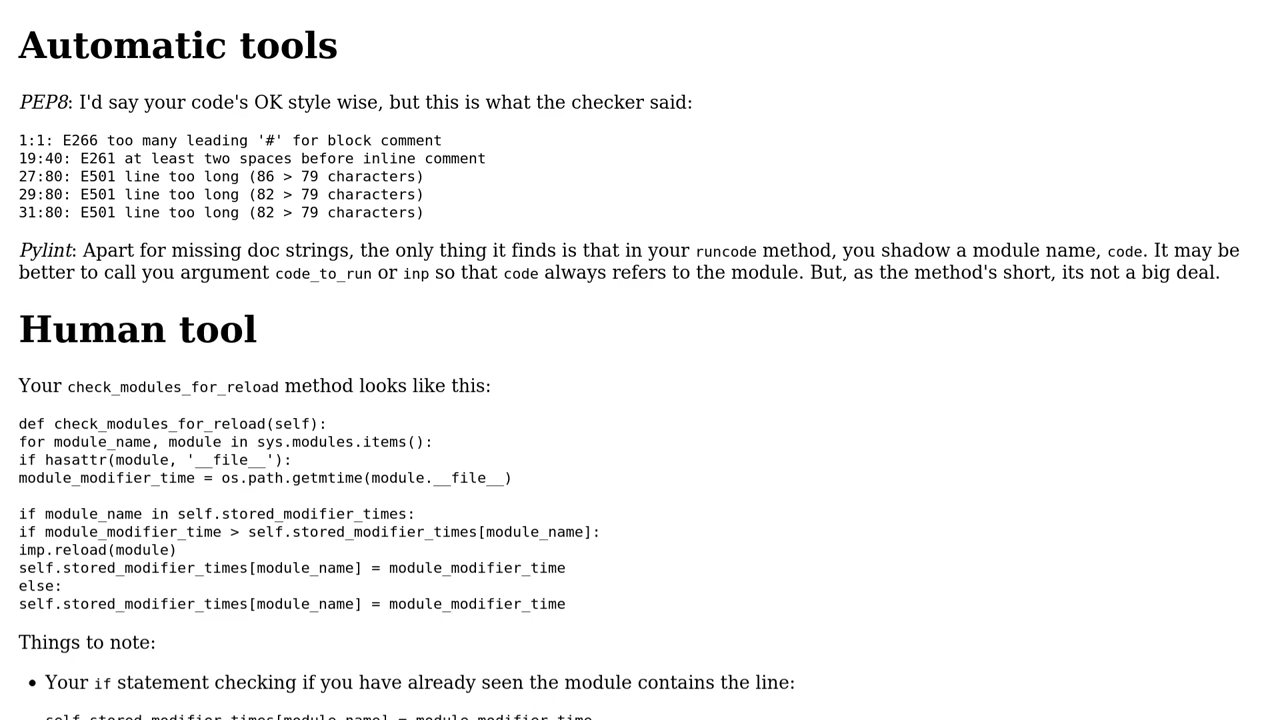 Automatic tools
PEP8: I'd say your code's OK style wise, but this is what the checker said:
1:1: E266 too many leading '#' for block comment
19:40: E261 at least two spaces before inline comment
27:80: E501 line too long (86 > 79 characters)
29:80: E501 line too long (82 > 79 characters)
31:80: E501 line too long (82 > 79 characters)
Pylint: Apart for missing doc strings, the only thing it finds is that in your runcode method, you shadow a module name, code. It may be
better to call you argument code_to_run or inp so that code always refers to the module. But, as the method's short, its not a big deal.
Human tool
Your check_modules_for_reload method looks like this:
def check_modules_for_reload(self):
for module_name, module in sys.modules.items():
if hasattr(module, '__file__'):
module_modifier_time = os.path.getmtime(module.__file__)
if module_name in self.stored_modifier_times:
if module_modifier_time > self.stored_modifier_times[module_name]:
imp.reload(module)
self.stored_modifier_times[module_name] = module_modifier_time
else:
self.stored_modifier_times[module_name] = module_modifier_time
Things to note:
• Your if statement checking if you have already seen the module contains the line:
self.stored_modifier_times[module_name] = module_modifier_time